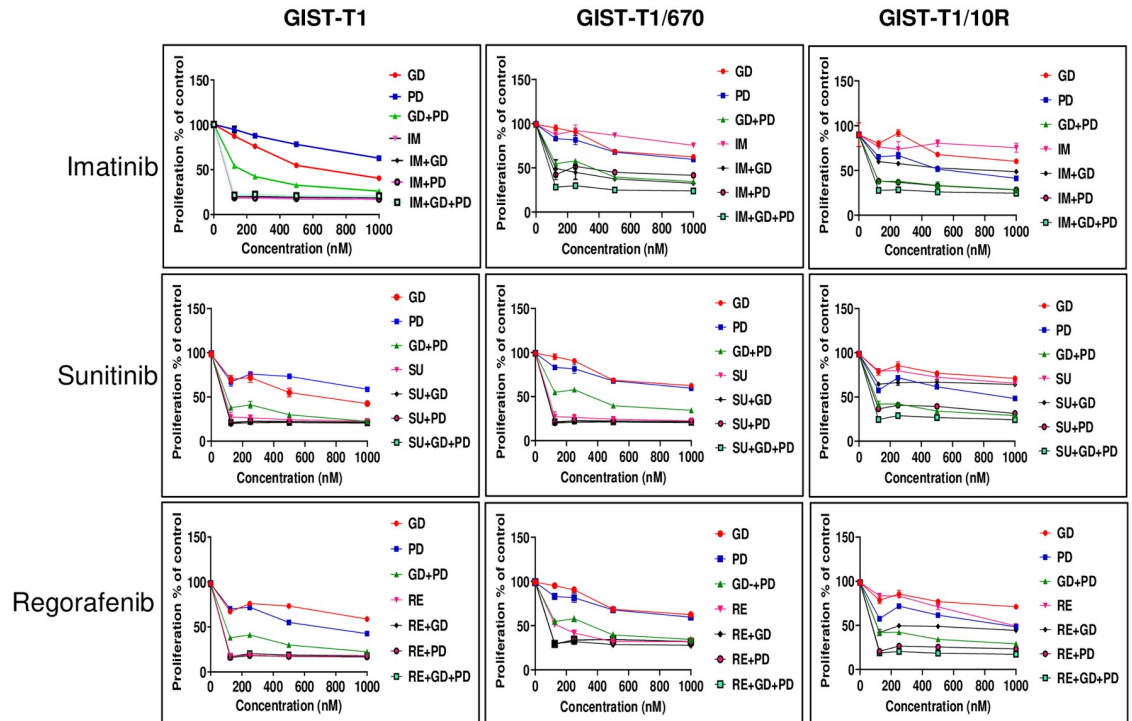 GIST-T1 GIST-T1/670 GIST-T1/10R
Imatinib
Proliferation % of control
150
100
50
0
0 200 400 600 800 1000
Concentration (nM)
GD
PD
GD+PD
IM
IM+GD
IM+PD
IM+GD+PD
Proliferation % of control
150
100
50
0
0 200 400 600 800 1000
Concentration (nM)
GD
PD
GD+PD
IM
IM+GD
IM+PD
IM+GD+PD
Proliferation % of control
150
100
50
0
0 200 400 600 800 1000
Concentration (nM)
GD
PD
GD+PD
IM
IM+GD
IM+PD
IM+GD+PD
Sunitinib
Proliferation % of control
150
100
50
0
0 200 400 600 800 1000
Concentration (nM)
GD
PD
GD+PD
SU
SU+GD
SU+PD
SU+GD+PD
Proliferation % of control
150
100
50
0
0 200 400 600 800 1000
Concentration (nM)
GD
PD
GD+PD
SU
SU+GD
SU+PD
SU+GD+PD
Proliferation % of control
150
100
50
0
0 200 400 600 800 1000
Concentration (nM)
GD
PD
GD+PD
SU
SU+GD
SU+PD
SU+GD+PD
Regorafenib
Proliferation % of control
150
100
50
0
0 200 400 600 800 1000
Concentration (nM)
GD
PD
GD+PD
RE
RE+GD
RE+PD
RE+GD+PD
Proliferation % of control
150
100
50
0
0 200 400 600 800 1000
Concentration (nM)
GD
PD
GD-+PD
RE
RE+GD
RE+PD
RE+GD+PD
Proliferation % of control
150
100
50
0
0 200 400 600 800 1000
Concentration (nM)
GD
PD
GD+PD
RE
RE+GD
RE+PD
RE+GD+PD